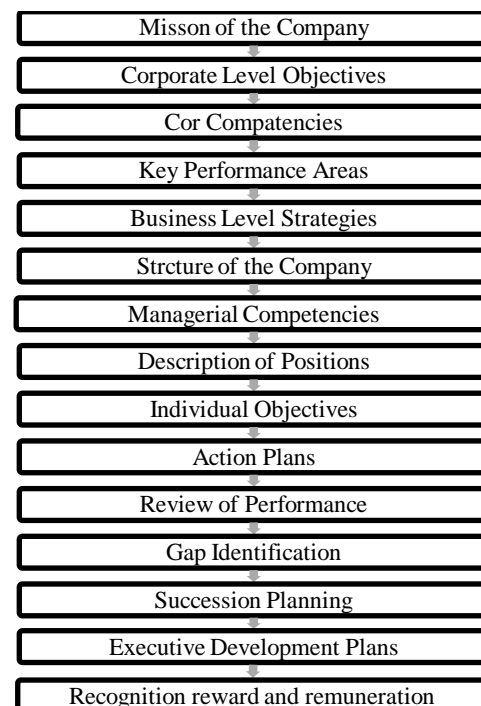 Misson of the Company
Corporate Level Objectives
Cor Compatencies
Key Performance Areas
Business Level Strategies
Strcture of the Company
Managerial Competencies
Description of Positions
Individual Objectives
Action Plans
Review of Performance
Gap Identification
Succession Planning
Executive Development Plans
Recognition reward and remuneration